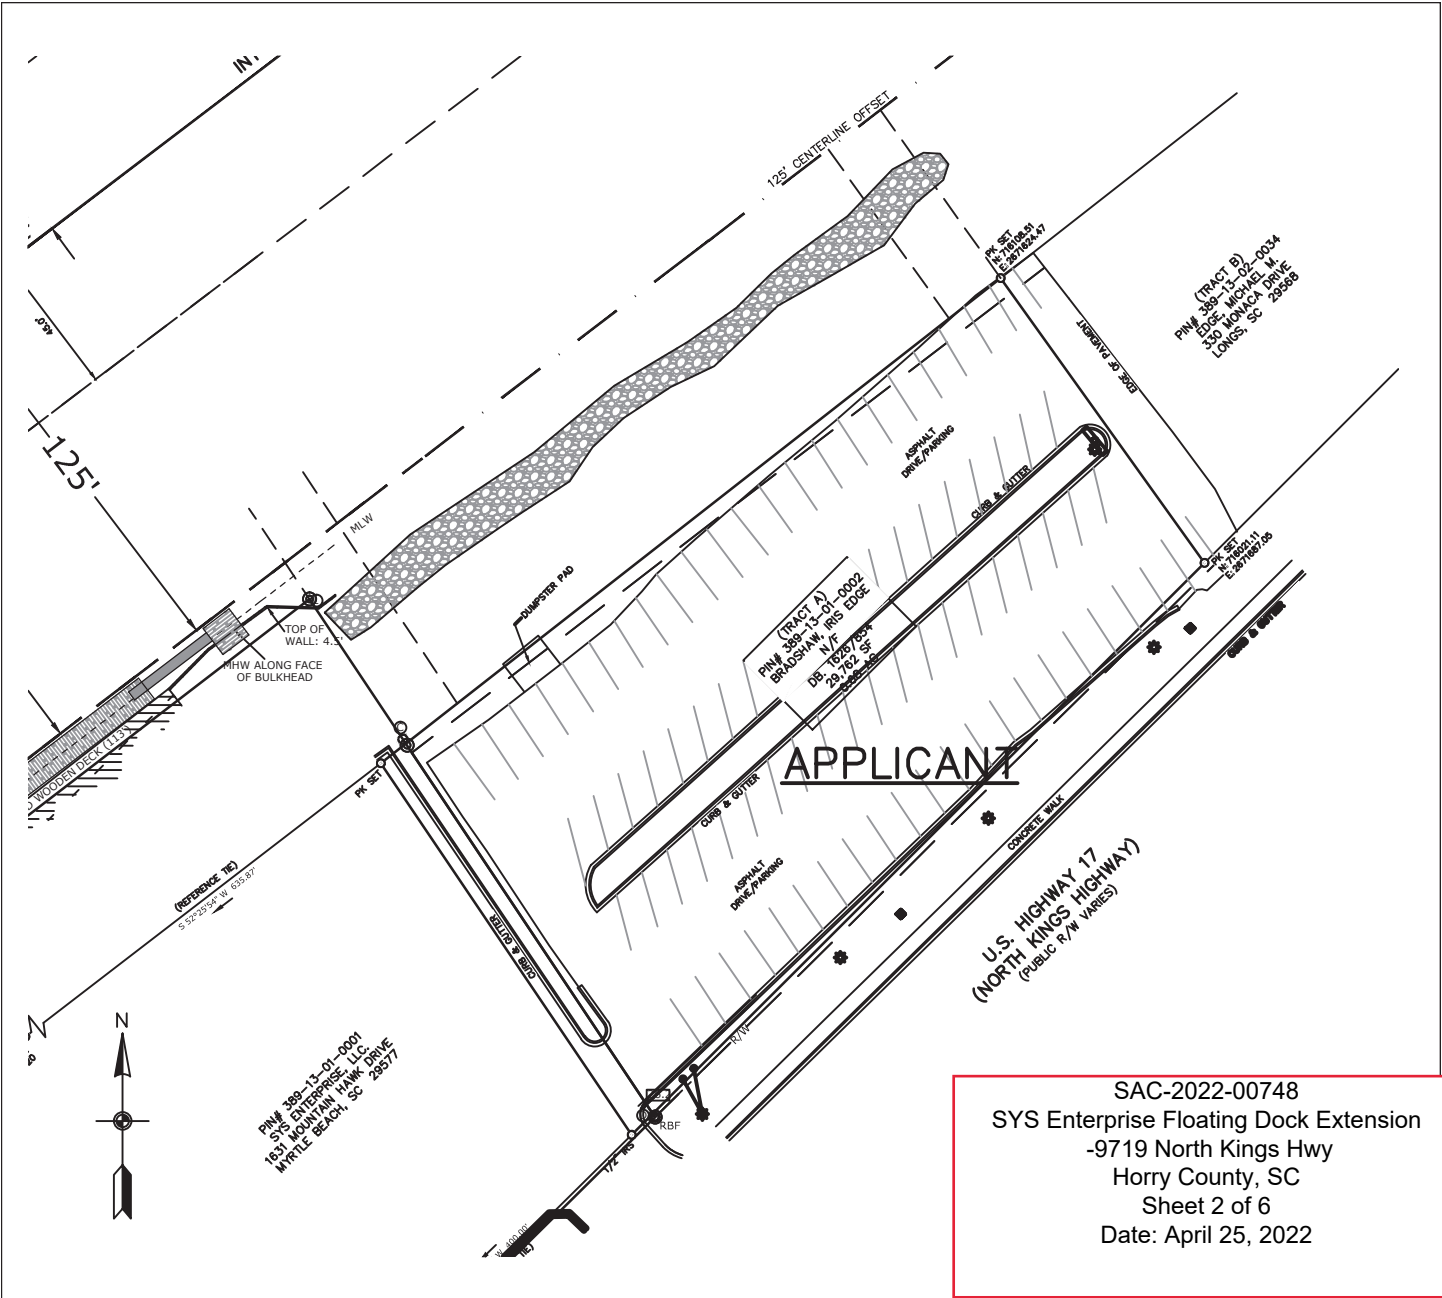 125' CENTERLINE OFFSET
45.0'
125'
PK SET
N: 716108.51
E: 2671624.47
(TRACT B)
PIN# 389-13-02-0034
EDGE, MICHAEL M.
330 MONACA DRIVE
LONGS, SC 29568
EDGE OF PAVEMENT
ASPHALT
DRIVE/PARKING
CURB & GUTTER
MLW
PK SET
N: 716021.11
E: 2671687.05
DUMPSTER PAD
TOP OF
WALL: 4.5'
MHW ALONG FACE
OF BULKHEAD
(TRACT A)
PIN# 389-13-01-0002
BRADSHAW, IRIS EDGE
N/F
DB. 1626/834
29,762 SF
CURB & GUTTER
WOODEN DECK (113')
PK SET
APPLICANT
CURB & GUTTER
CONCRETE WALK
ASPHALT
DRIVE/PARKING
(REFERENCE TIE)
S 52°25'54" W 635.87'
CURB & GUTTER
U.S. HIGHWAY 17
(NORTH KINGS HIGHWAY)
(PUBLIC R/W VARIES)
N
R/W
PIN# 389-13-01-0001
SYS ENTERPRISE, LLC.
1631 MOUNTAIN HAWK DRIVE
MYRTLE BEACH, SC 29577
RBF
1/2" IRS
W 400.00'
TIE)
SAC-2022-00748
SYS Enterprise Floating Dock Extension
-9719 North Kings Hwy
Horry County, SC
Sheet 2 of 6
Date: April 25, 2022